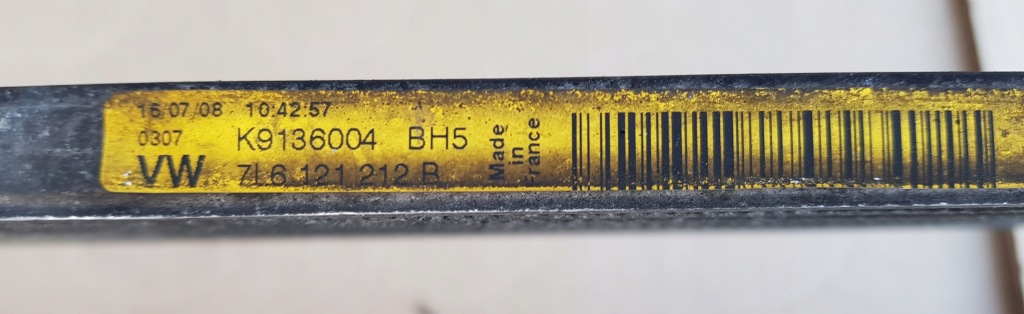 16/07/08 10:42:57
0307 K9136004 BH5
VW 7L6 121 212 B
Made
in
France